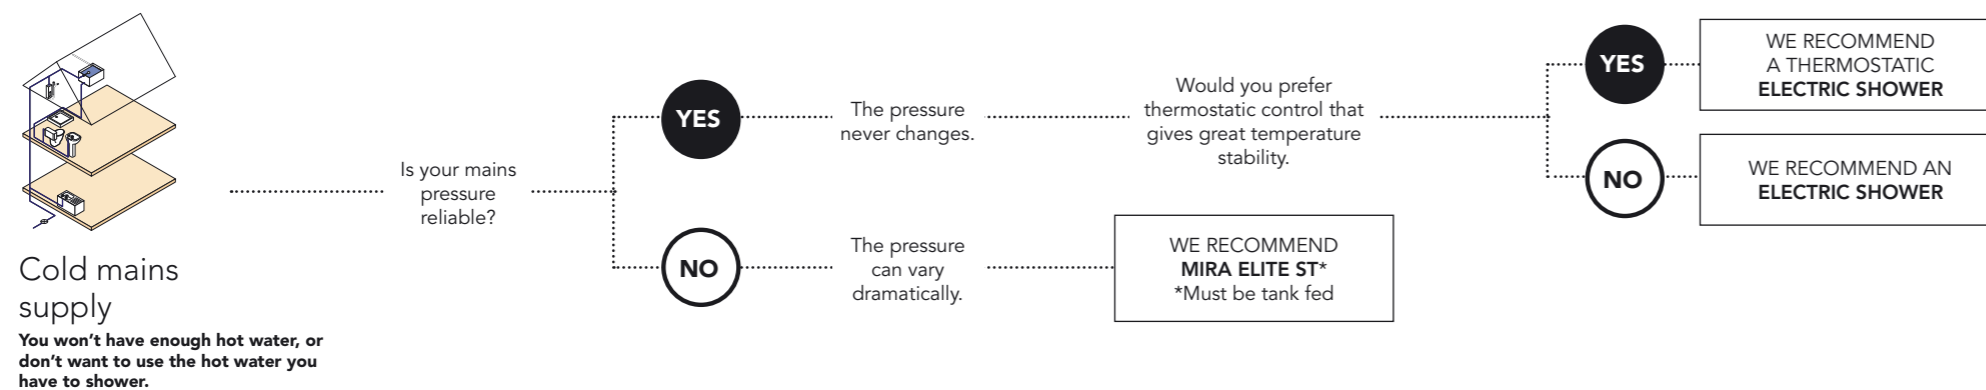 Cold mains
supply
You won't have enough hot water, or
don't want to use the hot water you
have to shower.
Is your mains
pressure
reliable?
YES
The pressure
never changes.
Would you prefer
thermostatic control that
gives great temperature
stability.
YES
WE RECOMMEND
A THERMOSTATIC
ELECTRIC SHOWER
NO
WE RECOMMEND AN
ELECTRIC SHOWER
NO
The pressure
can vary
dramatically.
WE RECOMMEND
MIRA ELITE ST*
*Must be tank fed